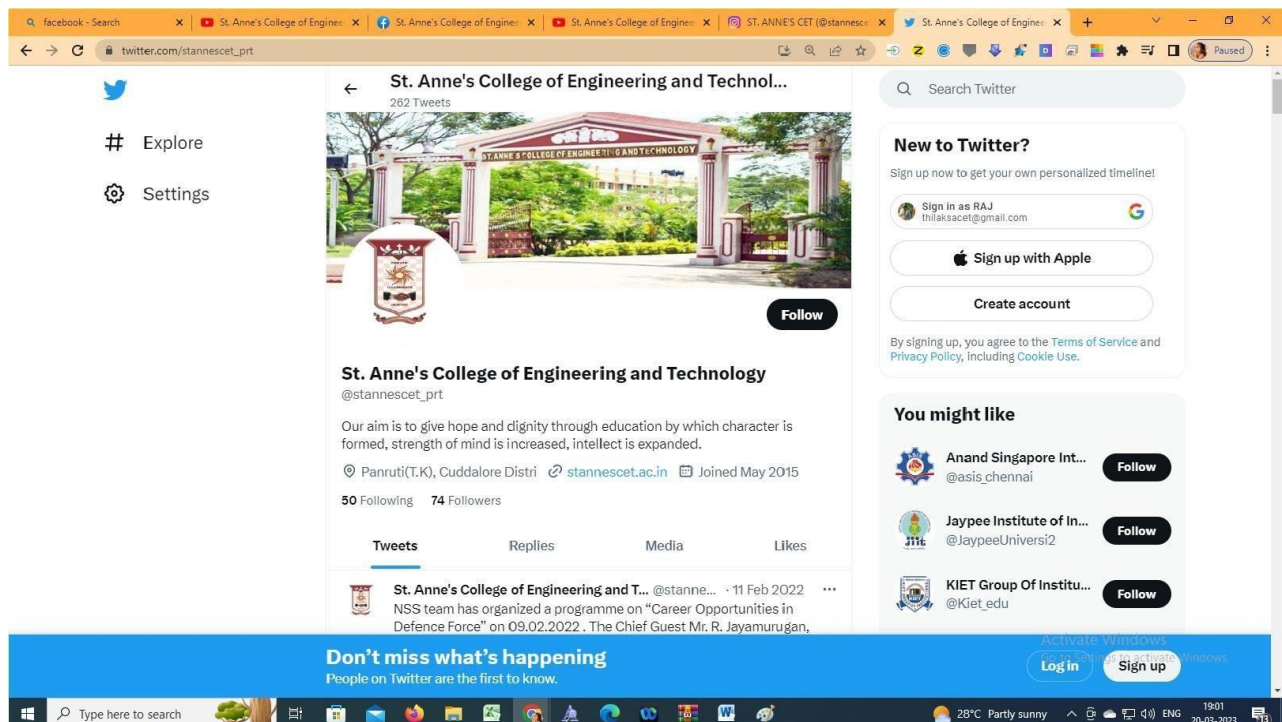 facebook - Search
St. Anne's College of Enginee
St. Anne's College of Enginee
St. Anne's College of Enginee
ST. ANNE'S CET (@stannesce
St. Anne's College of Enginee
twitter.com/stannescet_prt
Paused
Explore
Settings
St. Anne's College of Engineering and Technol...
262 Tweets
ST.ANNE'S COLLEGE OF ENGINEERING AND TECHNOLOGY
Follow
St. Anne's College of Engineering and Technology
@stannescet_prt
Our aim is to give hope and dignity through education by which character is
formed, strength of mind is increased, intellect is expanded.
Panruti(T.K), Cuddalore Distri stannescet.ac.in Joined May 2015
50 Following 74 Followers
Tweets Replies Media Likes
St. Anne's College of Engineering and T... @stanne... · 11 Feb 2022
NSS team has organized a programme on “Career Opportunities in
Defence Force” on 09.02.2022 . The Chief Guest Mr. R. Jayamurugan,
Search Twitter
New to Twitter?
Sign up now to get your own personalized timeline!
Sign in as RAJ
thilaksacet@gmail.com
Sign up with Apple
Create account
By signing up, you agree to the Terms of Service and
Privacy Policy, including Cookie Use.
You might like
Anand Singapore Int...
@asis_chennai
Follow
Jaypee Institute of In...
@JaypeeUniversi2
Follow
KIET Group Of Institu...
@Kiet_edu
Follow
Activate Windows
Go to Settings to activate Windows.
Don’t miss what’s happening
People on Twitter are the first to know.
Log in
Sign up
Type here to search
28°C Partly sunny
ENG
19:01
20-03-2023